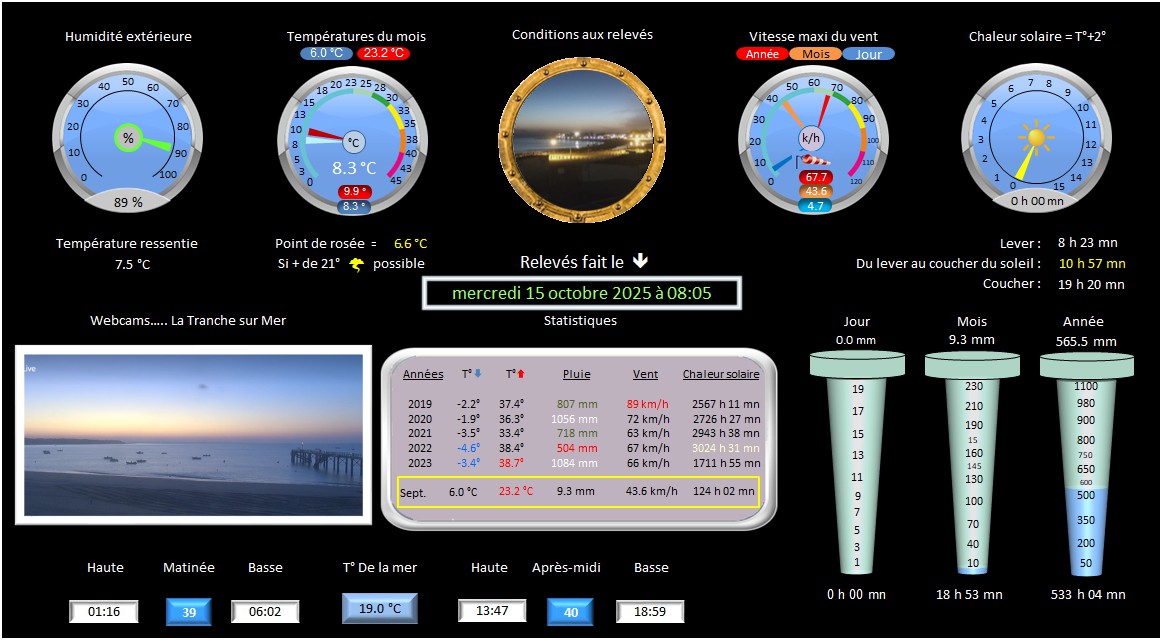 Humidité extérieure
Températures du mois
Conditions aux relevés
Vitesse maxi du vent
Chaleur solaire = T°+2°
6.0 °C 23.2 °C
Année Mois Jour
0 10 20 30 40 50 60 70 80 90 100
%
89 %
0 3 5 8 10 13 15 18 20 23 25 28 30 33 35 38 40 43 45
°C
8.3 °C
9.9 °
8.3 °
0 10 20 30 40 50 60 70 80 90 100 110 120
k/h
67.7
43.6
4.7
0 1 2 3 4 5 6 7 8 9 10 11 12 13 14 15
0 h 00 mn
Température ressentie
7.5 °C
Point de rosée = 6.6 °C
Si + de 21° possible
Relevés fait le
mercredi 15 octobre 2025 à 08:05
Lever : 8 h 23 mn
Du lever au coucher du soleil : 10 h 57 mn
Coucher : 19 h 20 mn
Webcams..... La Tranche sur Mer
Statistiques
Années T° T° Pluie Vent Chaleur solaire
2019 -2.2° 37.4° 807 mm 89 km/h 2567 h 11 mn
2020 -1.9° 36.3° 1056 mm 72 km/h 2726 h 27 mn
2021 -3.5° 33.4° 718 mm 63 km/h 2943 h 38 mn
2022 -4.6° 38.4° 504 mm 67 km/h 3024 h 31 mn
2023 -3.4° 38.7° 1084 mm 66 km/h 1711 h 55 mn
Sept. 6.0 °C 23.2 °C 9.3 mm 43.6 km/h 124 h 02 mn
Jour
0.0 mm
19
17
15
13
11
9
7
5
3
1
0 h 00 mn
Mois
9.3 mm
230
210
190
15
160
145
130
100
70
40
10
18 h 53 mn
Année
565.5 mm
1100
980
900
800
750
650
600
500
350
200
50
533 h 04 mn
Haute Matinée Basse
01:16 39 06:02
T° De la mer
19.0 °C
Haute Après-midi Basse
13:47 40 18:59